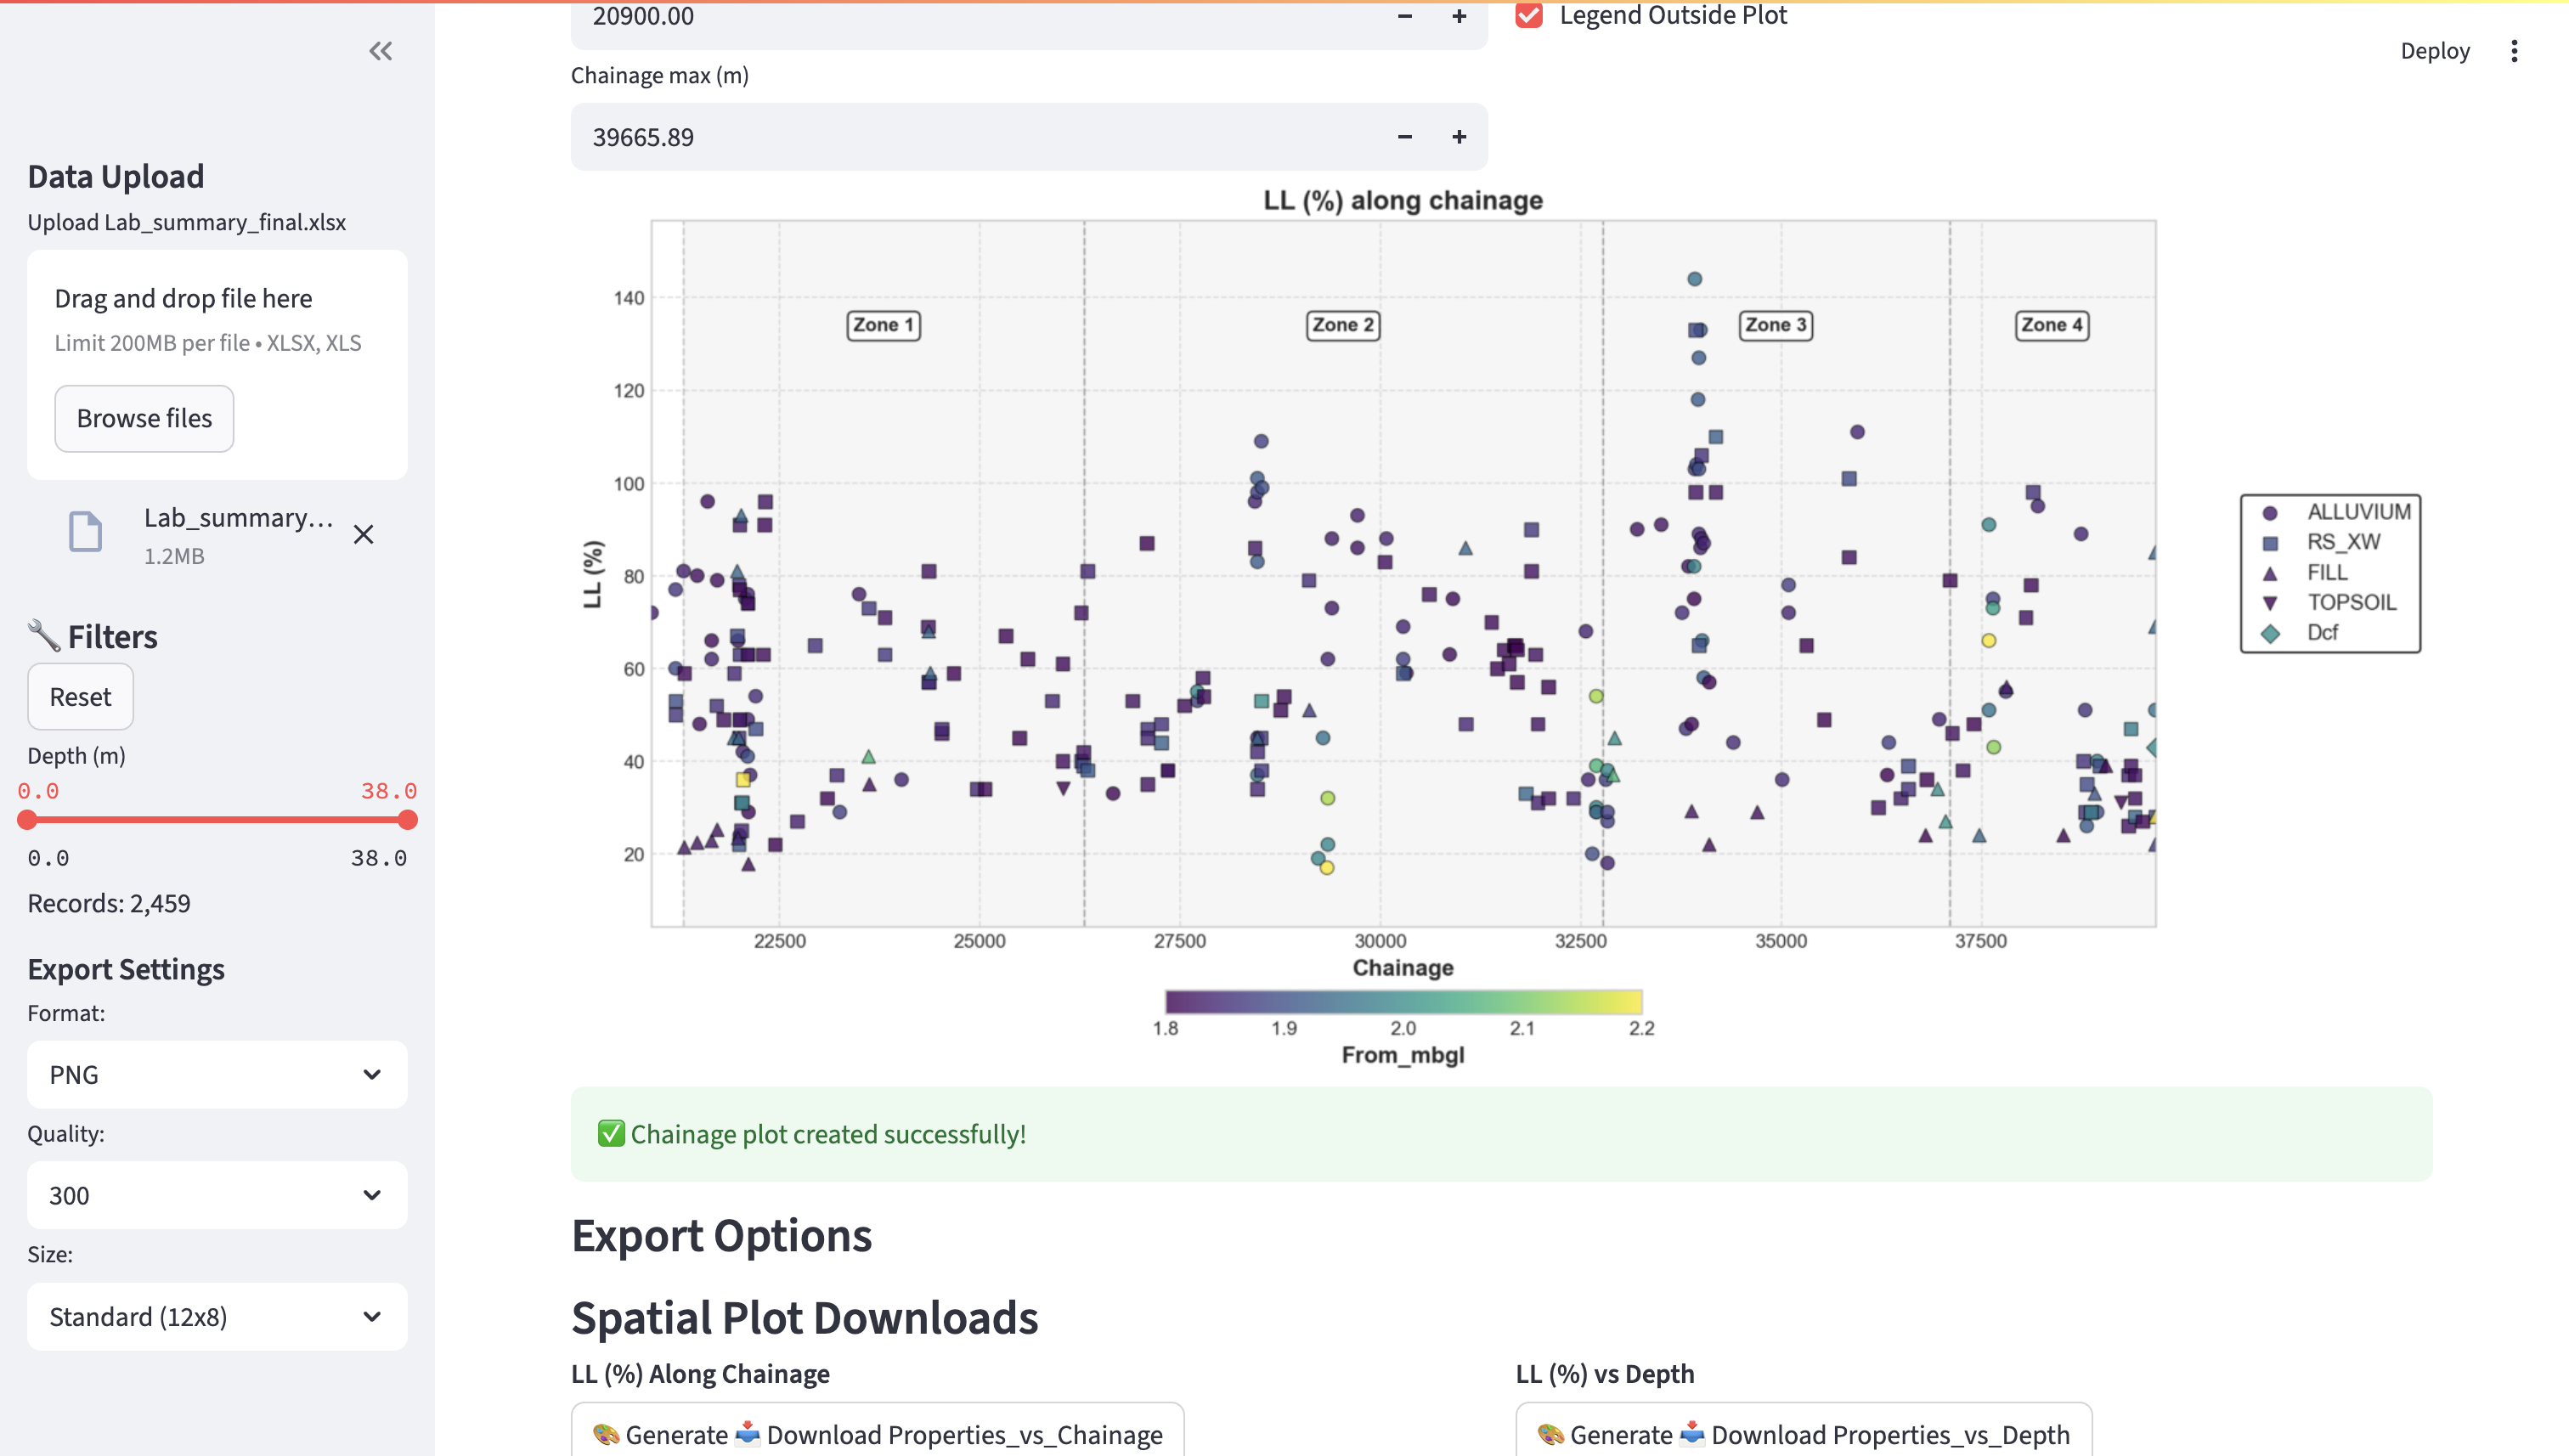 Data Upload
Upload Lab_summary_final.xlsx
Drag and drop file here
Limit 200MB per file • XLSX, XLS
Browse files
Lab_summary...
1.2MB
Filters
Reset
Depth (m)
0.0 38.0
0.0 38.0
Records: 2,459
Export Settings
Format:
PNG
Quality:
300
Size:
Standard (12x8)
Deploy
20900.00
Legend Outside Plot
Chainage max (m)
39665.89
LL (%) along chainage
Zone 1
Zone 2
Zone 3
Zone 4
140
120
100
80
60
40
20
LL (%)
22500 25000 27500 30000 32500 35000 37500
Chainage
ALLUVIUM
RS_XW
FILL
TOPSOIL
Dcf
1.8 1.9 2.0 2.1 2.2
From_mbgl
Chainage plot created successfully!
Export Options
Spatial Plot Downloads
LL (%) Along Chainage
Generate Download Properties_vs_Chainage
LL (%) vs Depth
Generate Download Properties_vs_Depth